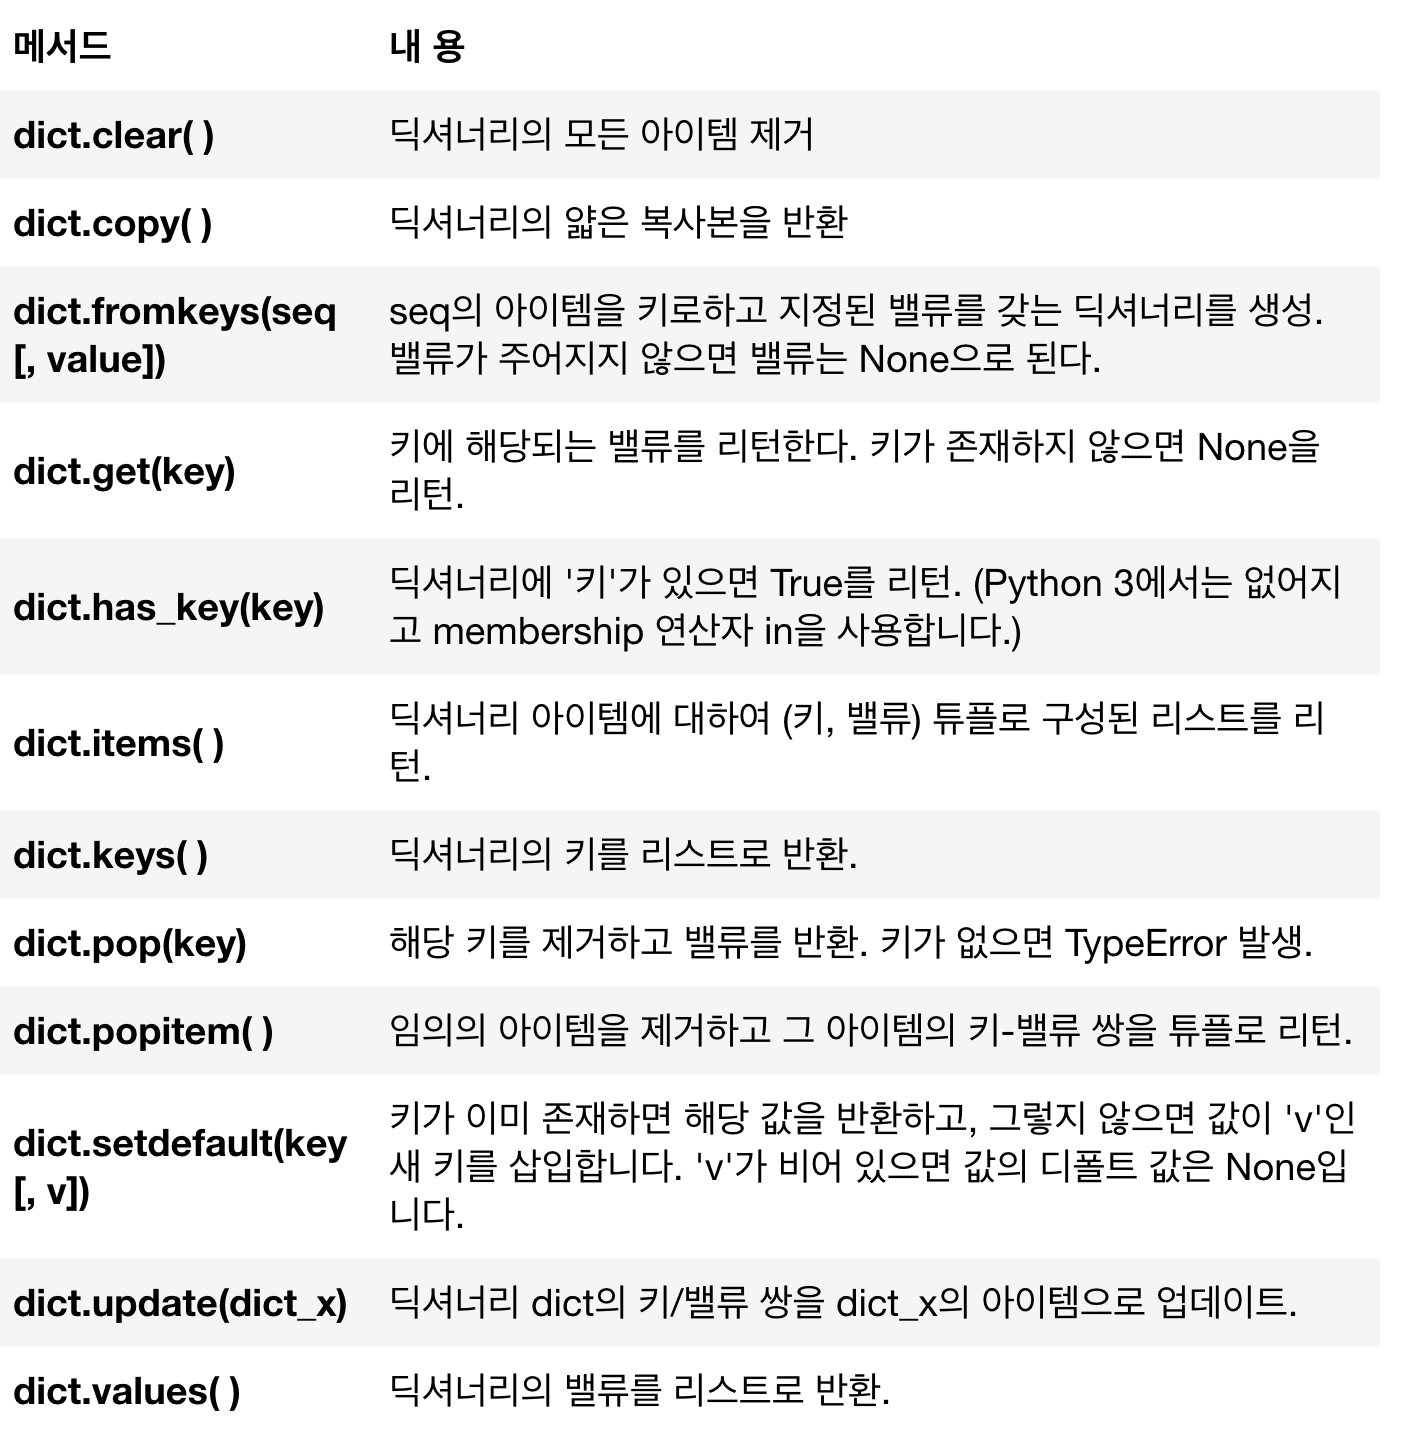 메서드 내 용
dict.clear( ) 딕셔너리의 모든 아이템 제거
dict.copy( ) 딕셔너리의 얇은 복사본을 반환
dict.fromkeys(seq
[, value])
seq의 아이템을 키로하고 지정된 밸류를 갖는 딕셔너리를 생성.
밸류가 주어지지 않으면 밸류는 None으로 된다.
dict.get(key)
키에 해당되는 밸류를 리턴한다. 키가 존재하지 않으면 None을
리턴.
dict.has_key(key)
딕셔너리에 '키'가 있으면 True를 리턴. (Python 3에서는 없어지
고 membership 연산자 in을 사용합니다.)
dict.items( )
딕셔너리 아이템에 대하여 (키, 밸류) 튜플로 구성된 리스트를 리
턴.
dict.keys( ) 딕셔너리의 키를 리스트로 반환.
dict.pop(key) 해당 키를 제거하고 밸류를 반환. 키가 없으면 TypeError 발생.
dict.popitem( ) 임의의 아이템을 제거하고 그 아이템의 키-밸류 쌍을 튜플로 리턴.
dict.setdefault(key
[, v])
키가 이미 존재하면 해당 값을 반환하고, 그렇지 않으면 값이 'v'인
새 키를 삽입합니다. 'v'가 비어 있으면 값의 디폴트 값은 None입
니다.
dict.update(dict_x) 딕셔너리 dict의 키/밸류 쌍을 dict_x의 아이템으로 업데이트.
dict.values( ) 딕셔너리의 밸류를 리스트로 반환.